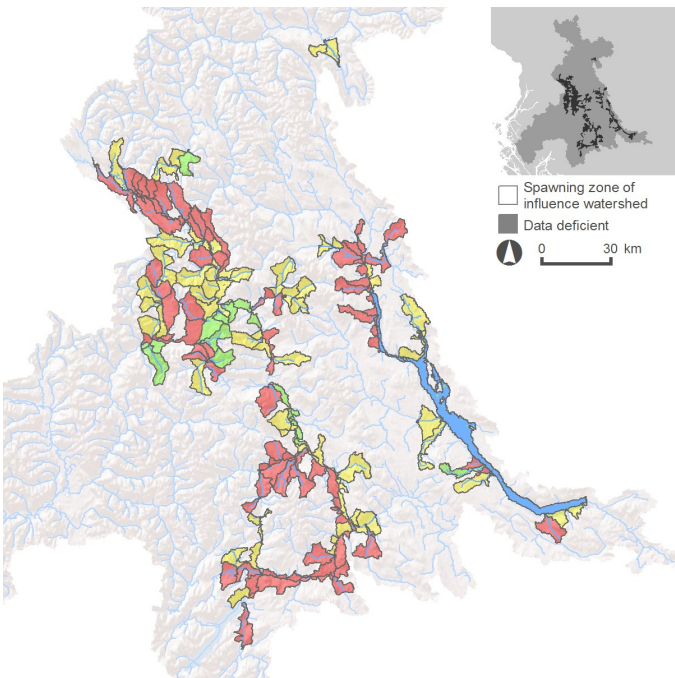 Spawning zone of
influence watershed
Data deficient
0 30 km